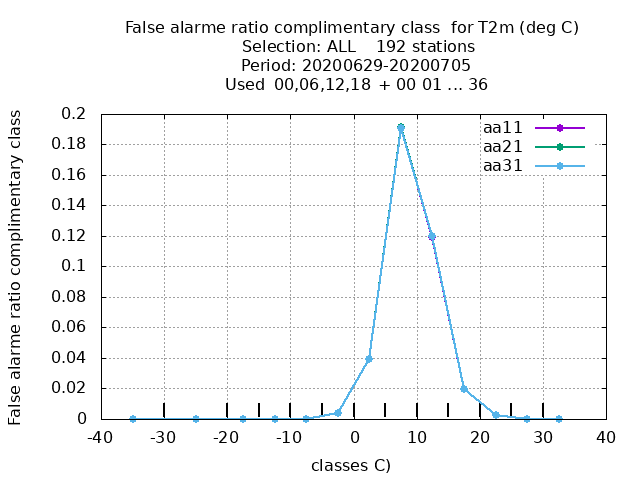 False alarme ratio complimentary class  for T2m (deg C)
Selection: ALL    192 stations
Period: 20200629-20200705
Used  00,06,12,18  + 00 01 ... 36
False alarme ratio complimentary class
0.2
0.18
0.16
0.14
0.12
0.1
0.08
0.06
0.04
0.02
0
aa11
aa21
aa31
-40 -30 -20 -10 0 10 20 30 40
classes C)